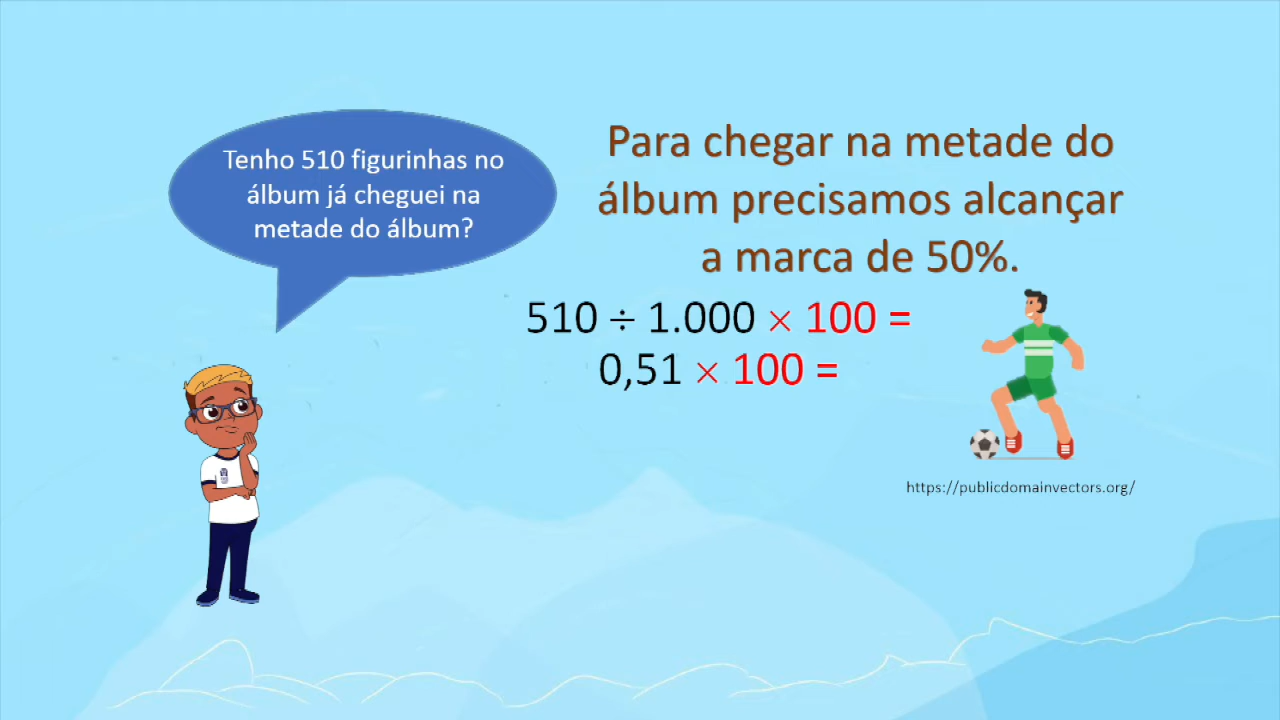 Tenho 510 figurinhas no
álbum já cheguei na
metade do álbum?
Para chegar na metade do
álbum precisamos alcançar
a marca de 50%.
510 ÷ 1.000 × 100 =
0,51 × 100 =
https://publicdomainvectors.org/